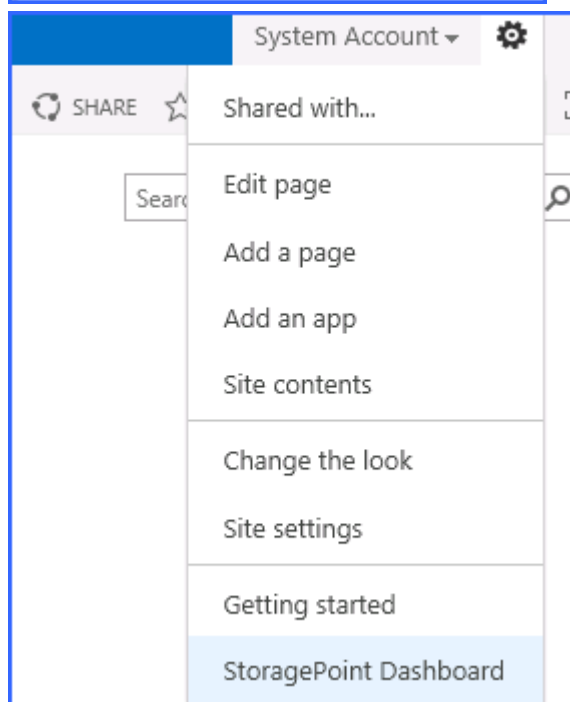 System Account
SHARE
Shared with...
Edit page
Add a page
Add an app
Site contents
Change the look
Site settings
Getting started
StoragePoint Dashboard